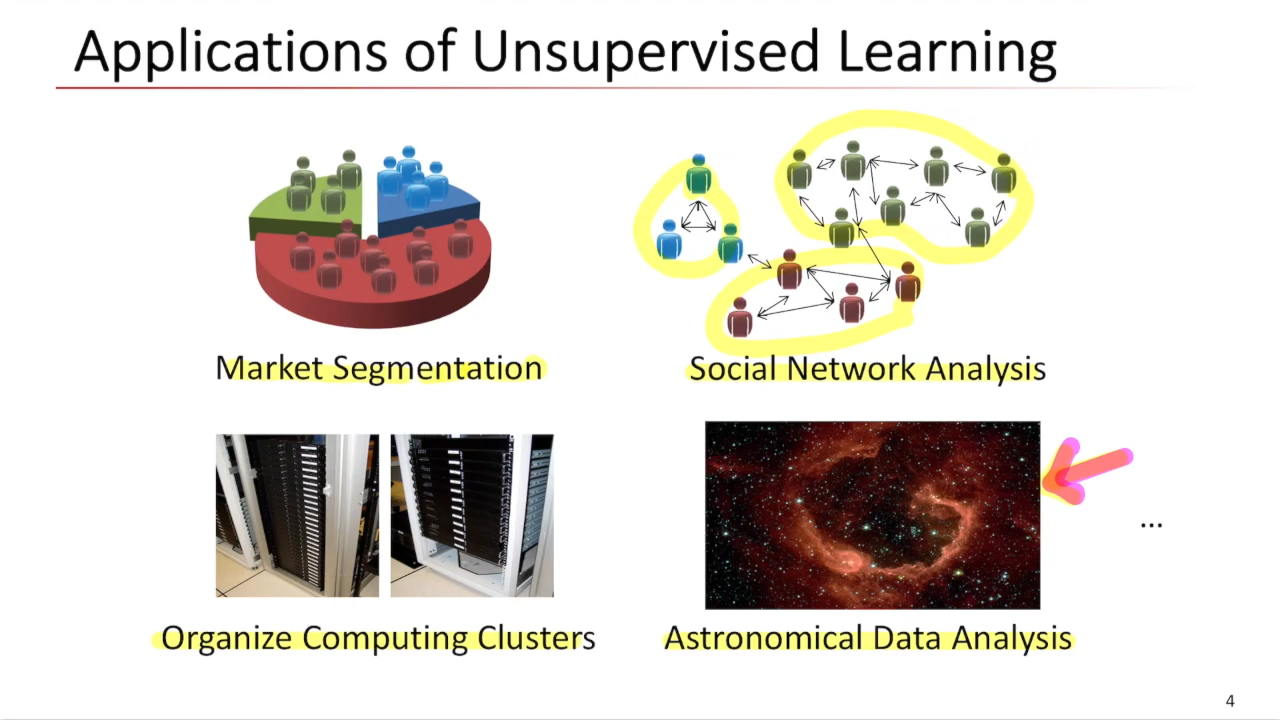 Applications of Unsupervised Learning
Market Segmentation
Social Network Analysis
Organize Computing Clusters
Astronomical Data Analysis
...
4